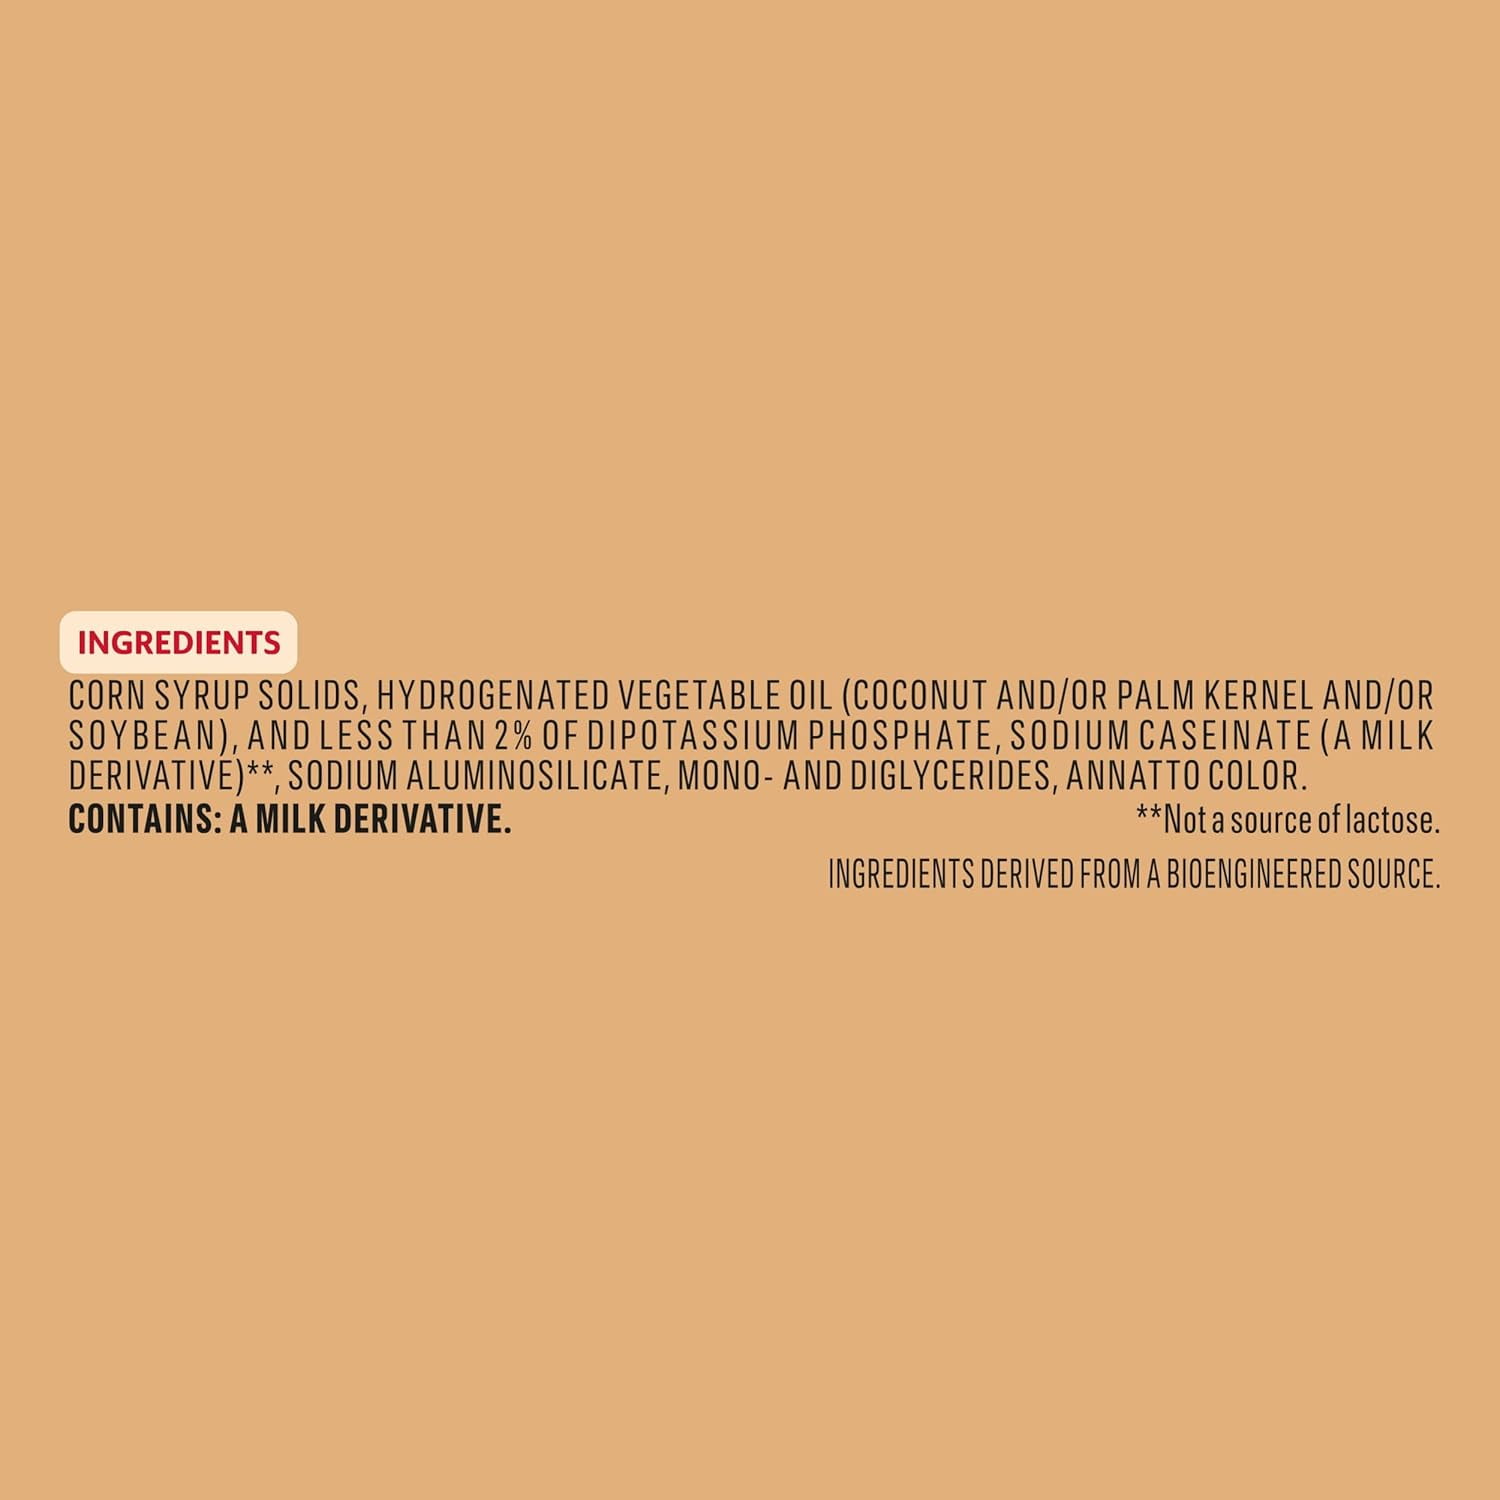 INGREDIENTS
CORN SYRUP SOLIDS, HYDROGENATED VEGETABLE OIL (COCONUT AND/OR PALM KERNEL AND/OR
SOYBEAN), AND LESS THAN 2% OF DIPOTASSIUM PHOSPHATE, SODIUM CASEINATE (A MILK
DERIVATIVE)**, SODIUM ALUMINOSILICATE, MONO- AND DIGLYCERIDES, ANNATTO COLOR.
CONTAINS: A MILK DERIVATIVE.
**Not a source of lactose.
INGREDIENTS DERIVED FROM A BIOENGINEERED SOURCE.